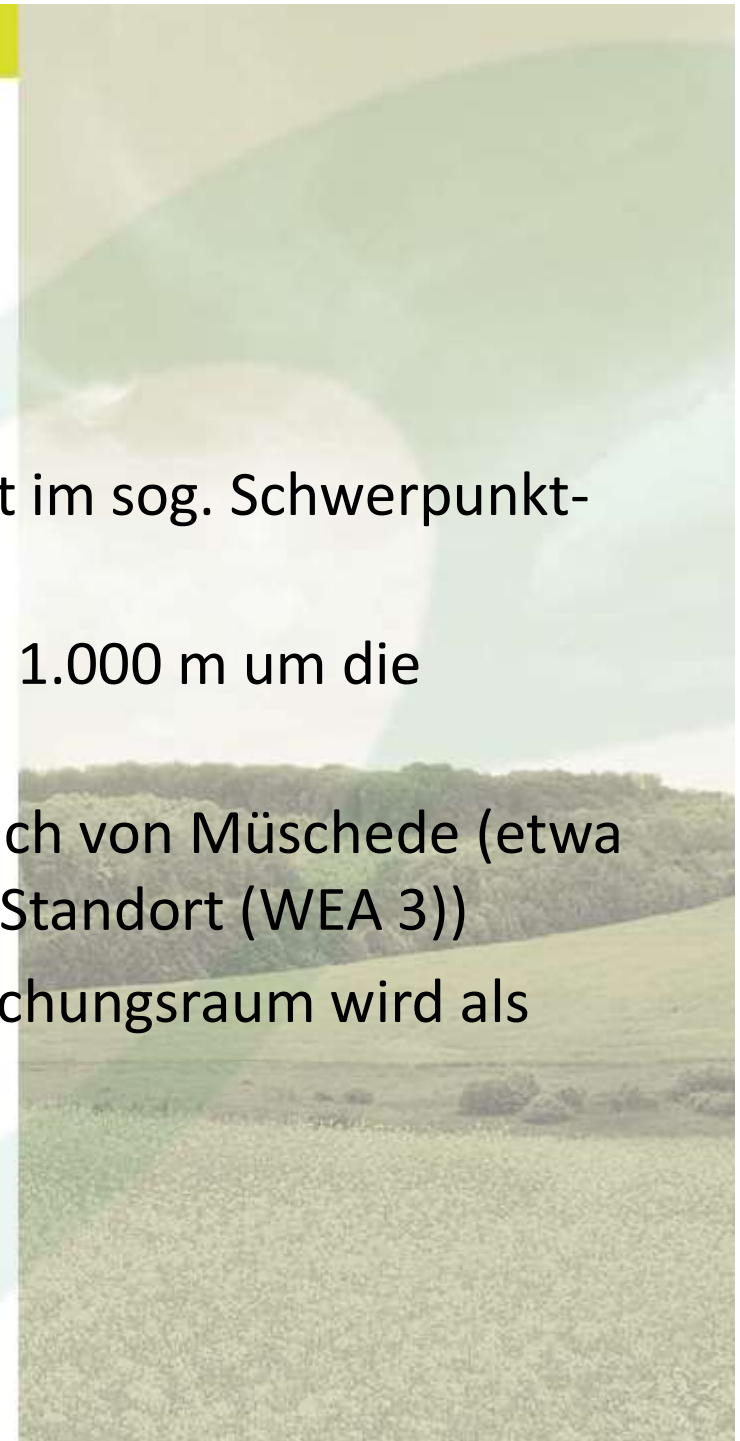 t im sog. Schwerpunkt-
1.000 m um die
ch von Müschede (etwa
Standort (WEA 3))
chungsraum wird als